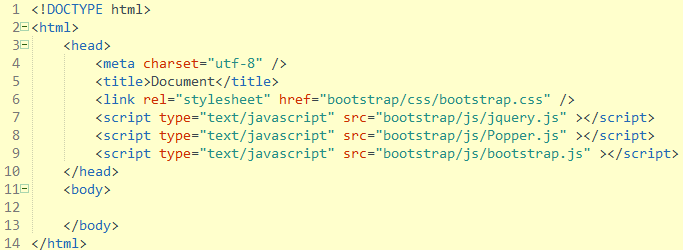 1 <!DOCTYPE html>
2 <html>
3 <head>
4 <meta charset="utf-8" />
5 <title>Document</title>
6 <link rel="stylesheet" href="bootstrap/css/bootstrap.css" />
7 <script type="text/javascript" src="bootstrap/js/jquery.js" ></script>
8 <script type="text/javascript" src="bootstrap/js/Popper.js" ></script>
9 <script type="text/javascript" src="bootstrap/js/bootstrap.js" ></script>
10 </head>
11 <body>
12
13 </body>
14 </html>